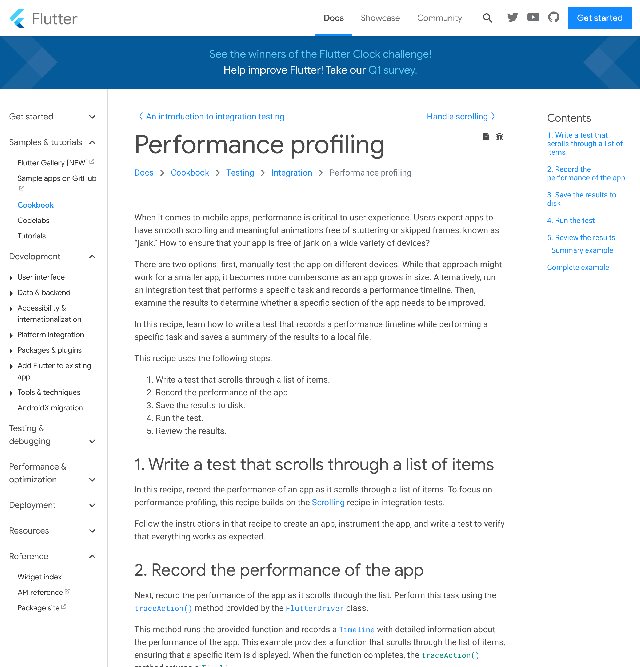 Flutter
Docs
Showcase
Community
Get started
See the winners of the Flutter Clock challenge!
Help improve Flutter! Take our Q1 survey.
Get started
Samples & tutorials
Flutter Gallery [NEW
Sample apps on GitHub
Cookbook
Codelabs
Tutorials
Development
User interface
Data & backend
Accessibility &
internationalization
Platform integration
Packages & plugins
Add Flutter to existing
app
Tools & techniques
AndroidX migration
Testing &
debugging
Performance &
optimization
Deployment
Resources
Reference
Widget index
API reference
Package site
An introduction to integration testing
Handle scrolling
Performance profiling
Docs
Cookbook
Testing
Integration
Performance profiling
When it comes to mobile apps, performance is critical to user experience. Users expect apps to
have smooth scrolling and meaningful animations free of stuttering or skipped frames, known as
“jank.” How to ensure that your app is free of jank on a wide variety of devices?
There are two options: first, manually test the app on different devices. While that approach might
work for a smaller app, it becomes more cumbersome as an app grows in size. Alternatively, run
an integration test that performs a specific task and records a performance timeline. Then,
examine the results to determine whether a specific section of the app needs to be improved.
In this recipe, learn how to write a test that records a performance timeline while performing a
specific task and saves a summary of the results to a local file.
This recipe uses the following steps:
1. Write a test that scrolls through a list of items.
2. Record the performance of the app.
3. Save the results to disk.
4. Run the test.
5. Review the results.
1. Write a test that scrolls through a list of items
In this recipe, record the performance of an app as it scrolls through a list of items. To focus on
performance profiling, this recipe builds on the Scrolling recipe in integration tests.
Follow the instructions in that recipe to create an app, instrument the app, and write a test to verify
that everything works as expected.
2. Record the performance of the app
Next, record the performance of the app as it scrolls through the list. Perform this task using the
traceAction() method provided by the FlutterDriver class.
This method runs the provided function and records a Timeline with detailed information about
the performance of the app. This example provides a function that scrolls through the list of items,
ensuring that a specific item is displayed. When the function completes, the traceAction()
Contents
1. Write a test that
scrolls through a list of
items
2. Record the
performance of the app
3. Save the results to
disk
4. Run the test
5. Review the results
Summary example
Complete example